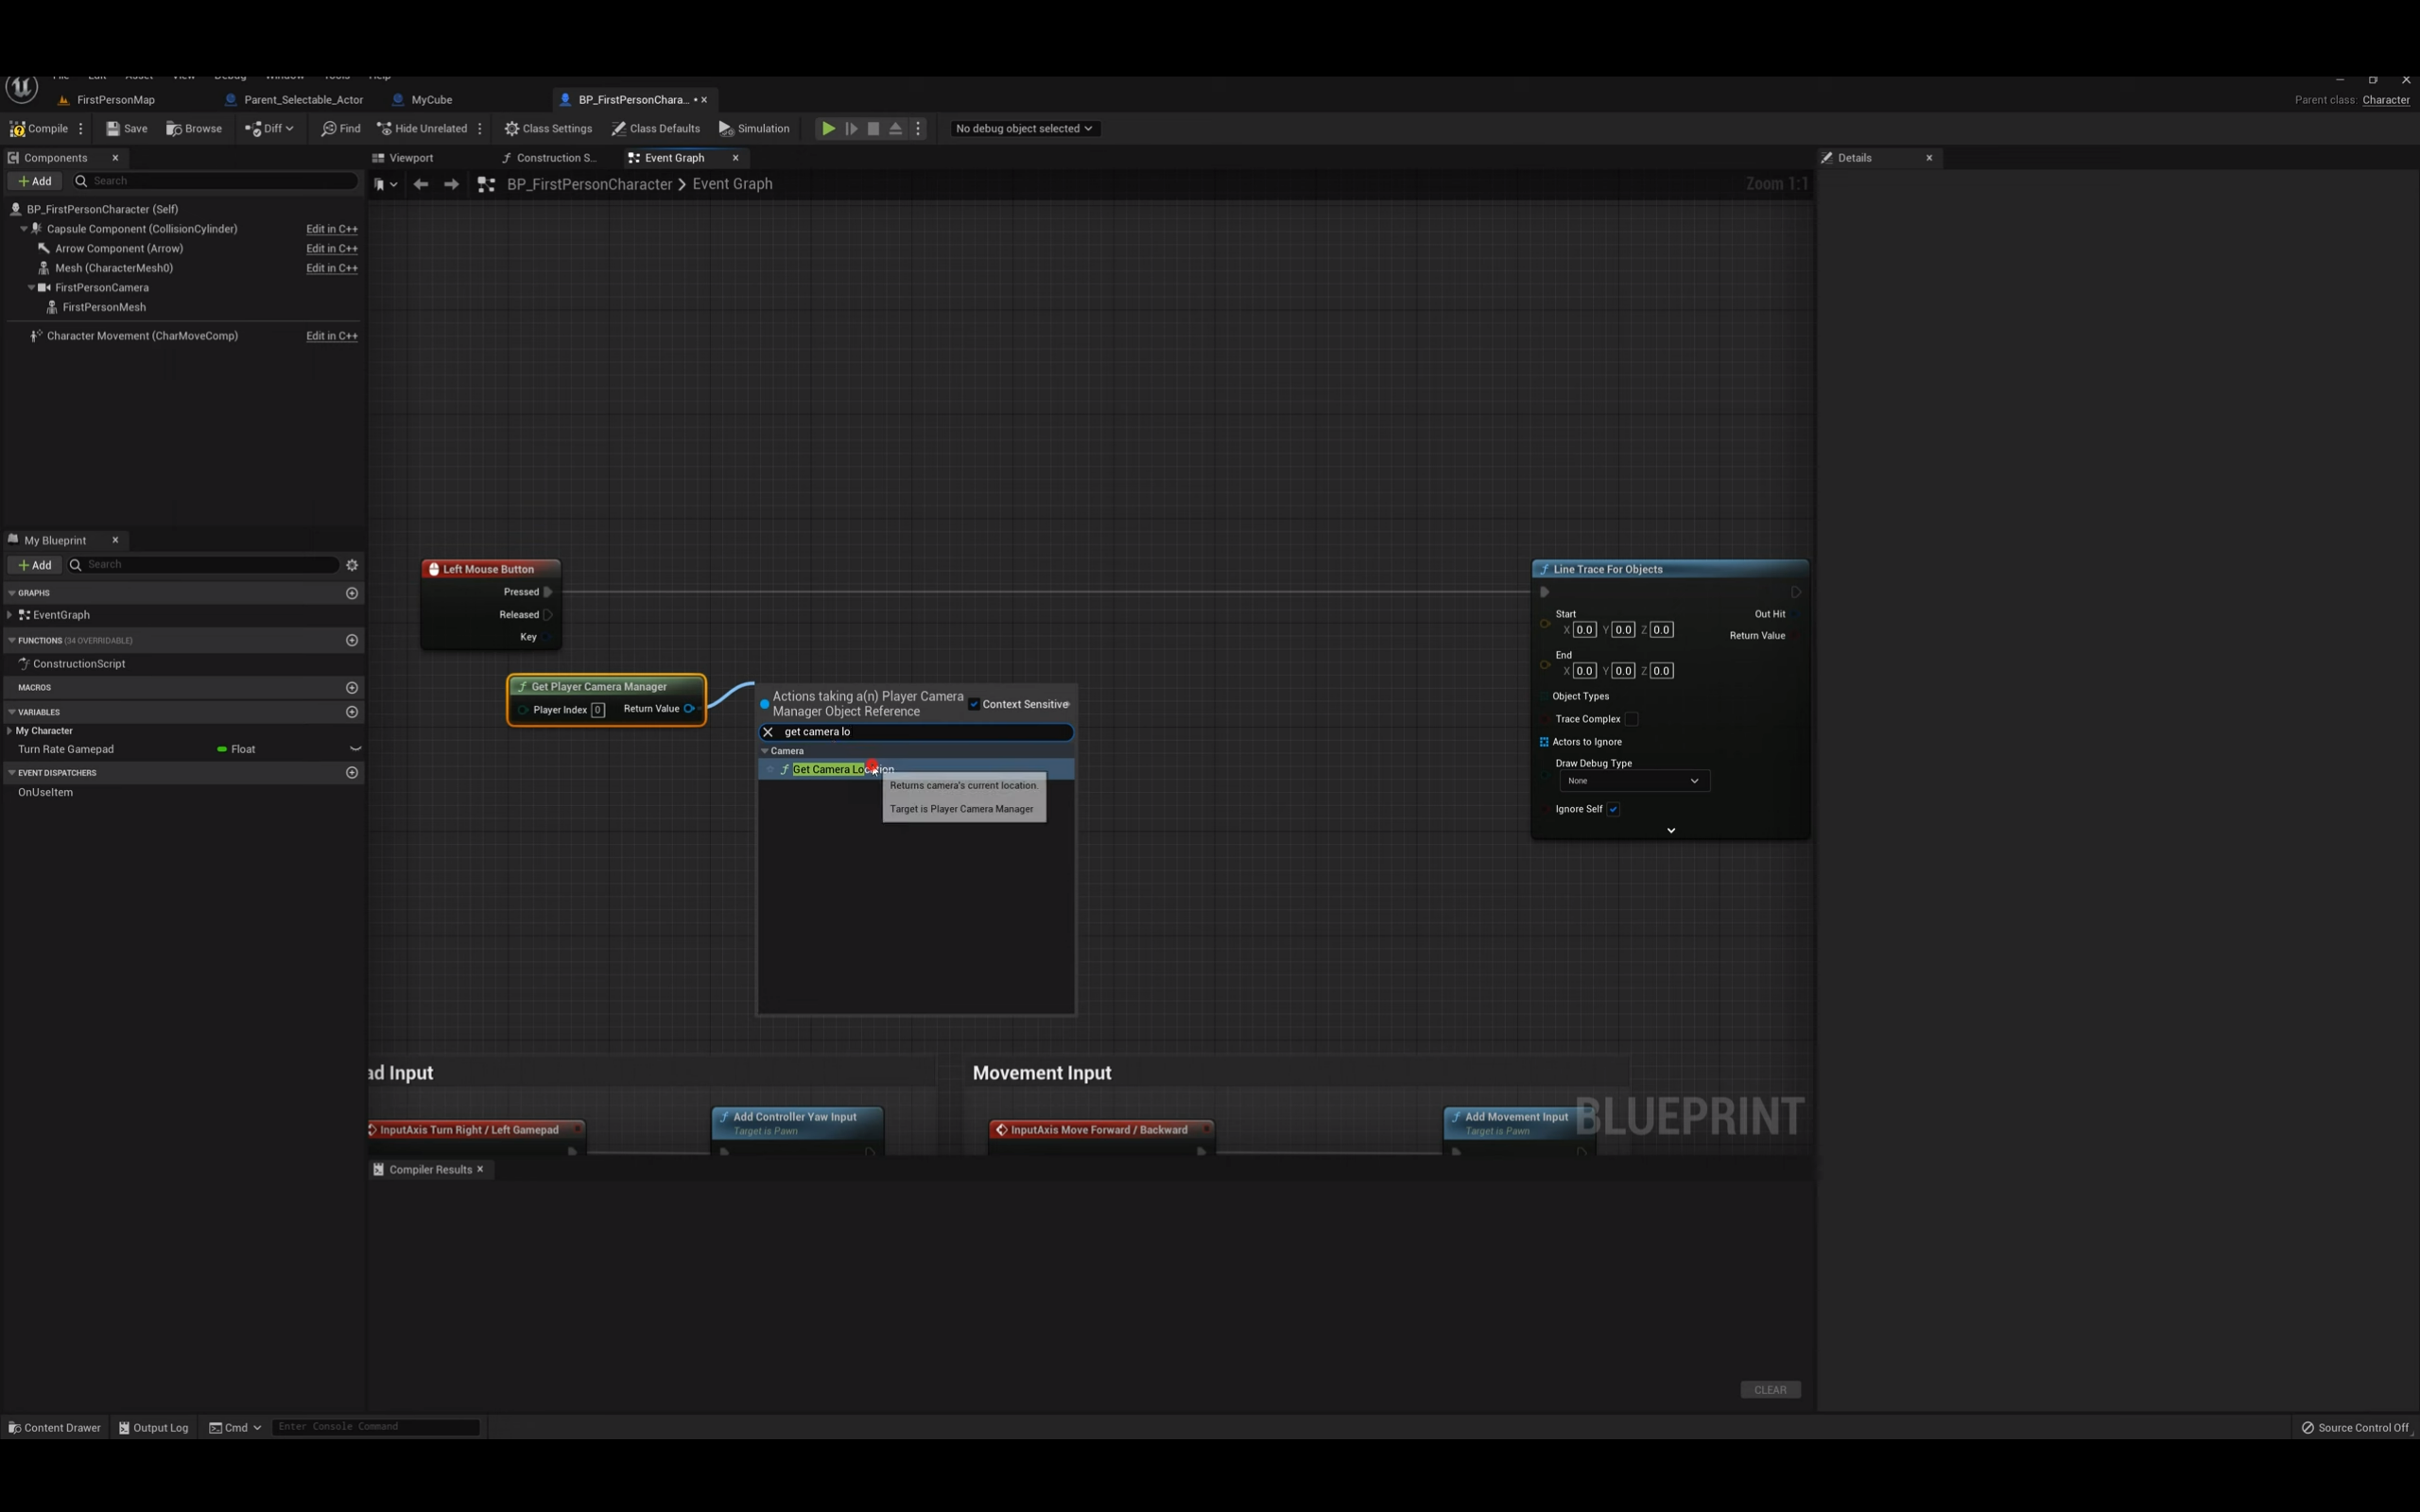 File Edit Asset View Debug Window Tools Help
FirstPersonMap Parent_Selectable_Actor MyCube BP_FirstPersonChara... •
Parent class: Character
Compile Save Browse Diff Find Hide Unrelated Class Settings Class Defaults Simulation No debug object selected
Components
Add Search
BP_FirstPersonCharacter (Self)
Capsule Component (CollisionCylinder) Edit in C++
Arrow Component (Arrow) Edit in C++
Mesh (CharacterMesh0) Edit in C++
FirstPersonCamera
FirstPersonMesh
Character Movement (CharMoveComp) Edit in C++
My Blueprint
Add Search
GRAPHS
EventGraph
FUNCTIONS (34 OVERRIDABLE)
ConstructionScript
MACROS
VARIABLES
My Character
Turn Rate Gamepad Float
EVENT DISPATCHERS
OnUseItem
Viewport Construction S... Event Graph
BP_FirstPersonCharacter > Event Graph
Zoom 1:1
Left Mouse Button
Pressed
Released
Key
Get Player Camera Manager
Player Index 0 Return Value
Actions taking a(n) Player Camera
Manager Object Reference
Context Sensitive
get camera lo
Camera
Get Camera Location
Returns camera's current location.
Target is Player Camera Manager
Line Trace For Objects
Start
X 0.0 Y 0.0 Z 0.0
Out Hit
Return Value
End
X 0.0 Y 0.0 Z 0.0
Object Types
Trace Complex
Actors to Ignore
Draw Debug Type
None
Ignore Self
ad Input
InputAxis Turn Right / Left Gamepad
Add Controller Yaw Input
Target is Pawn
Movement Input
InputAxis Move Forward / Backward
Add Movement Input
Target is Pawn
BLUEPRINT
Compiler Results
CLEAR
Details
Content Drawer Output Log Cmd Enter Console Command
Source Control Off